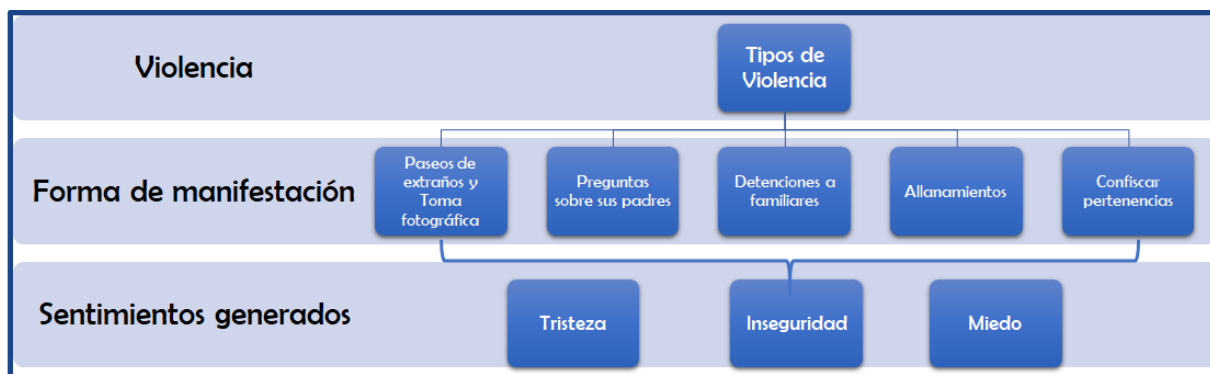 Violencia
Tipos de
Violencia
Forma de manifestación
Paseos de
extraños y
Toma
fotográfica
Preguntas
sobre sus padres
Detenciones a
familiares
Allanamientos
Confiscar
pertenencias
Sentimientos generados
Tristeza
Inseguridad
Miedo